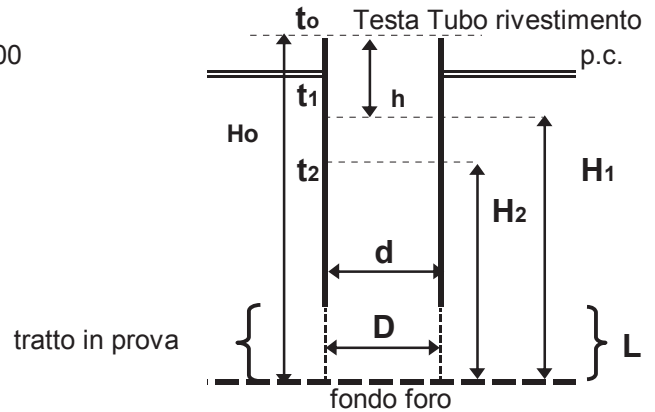 to Testa Tubo rivestimento
00 p.c.
t1 h
Ho
t2 H1
H2
d
D
tratto in prova L
fondo foro